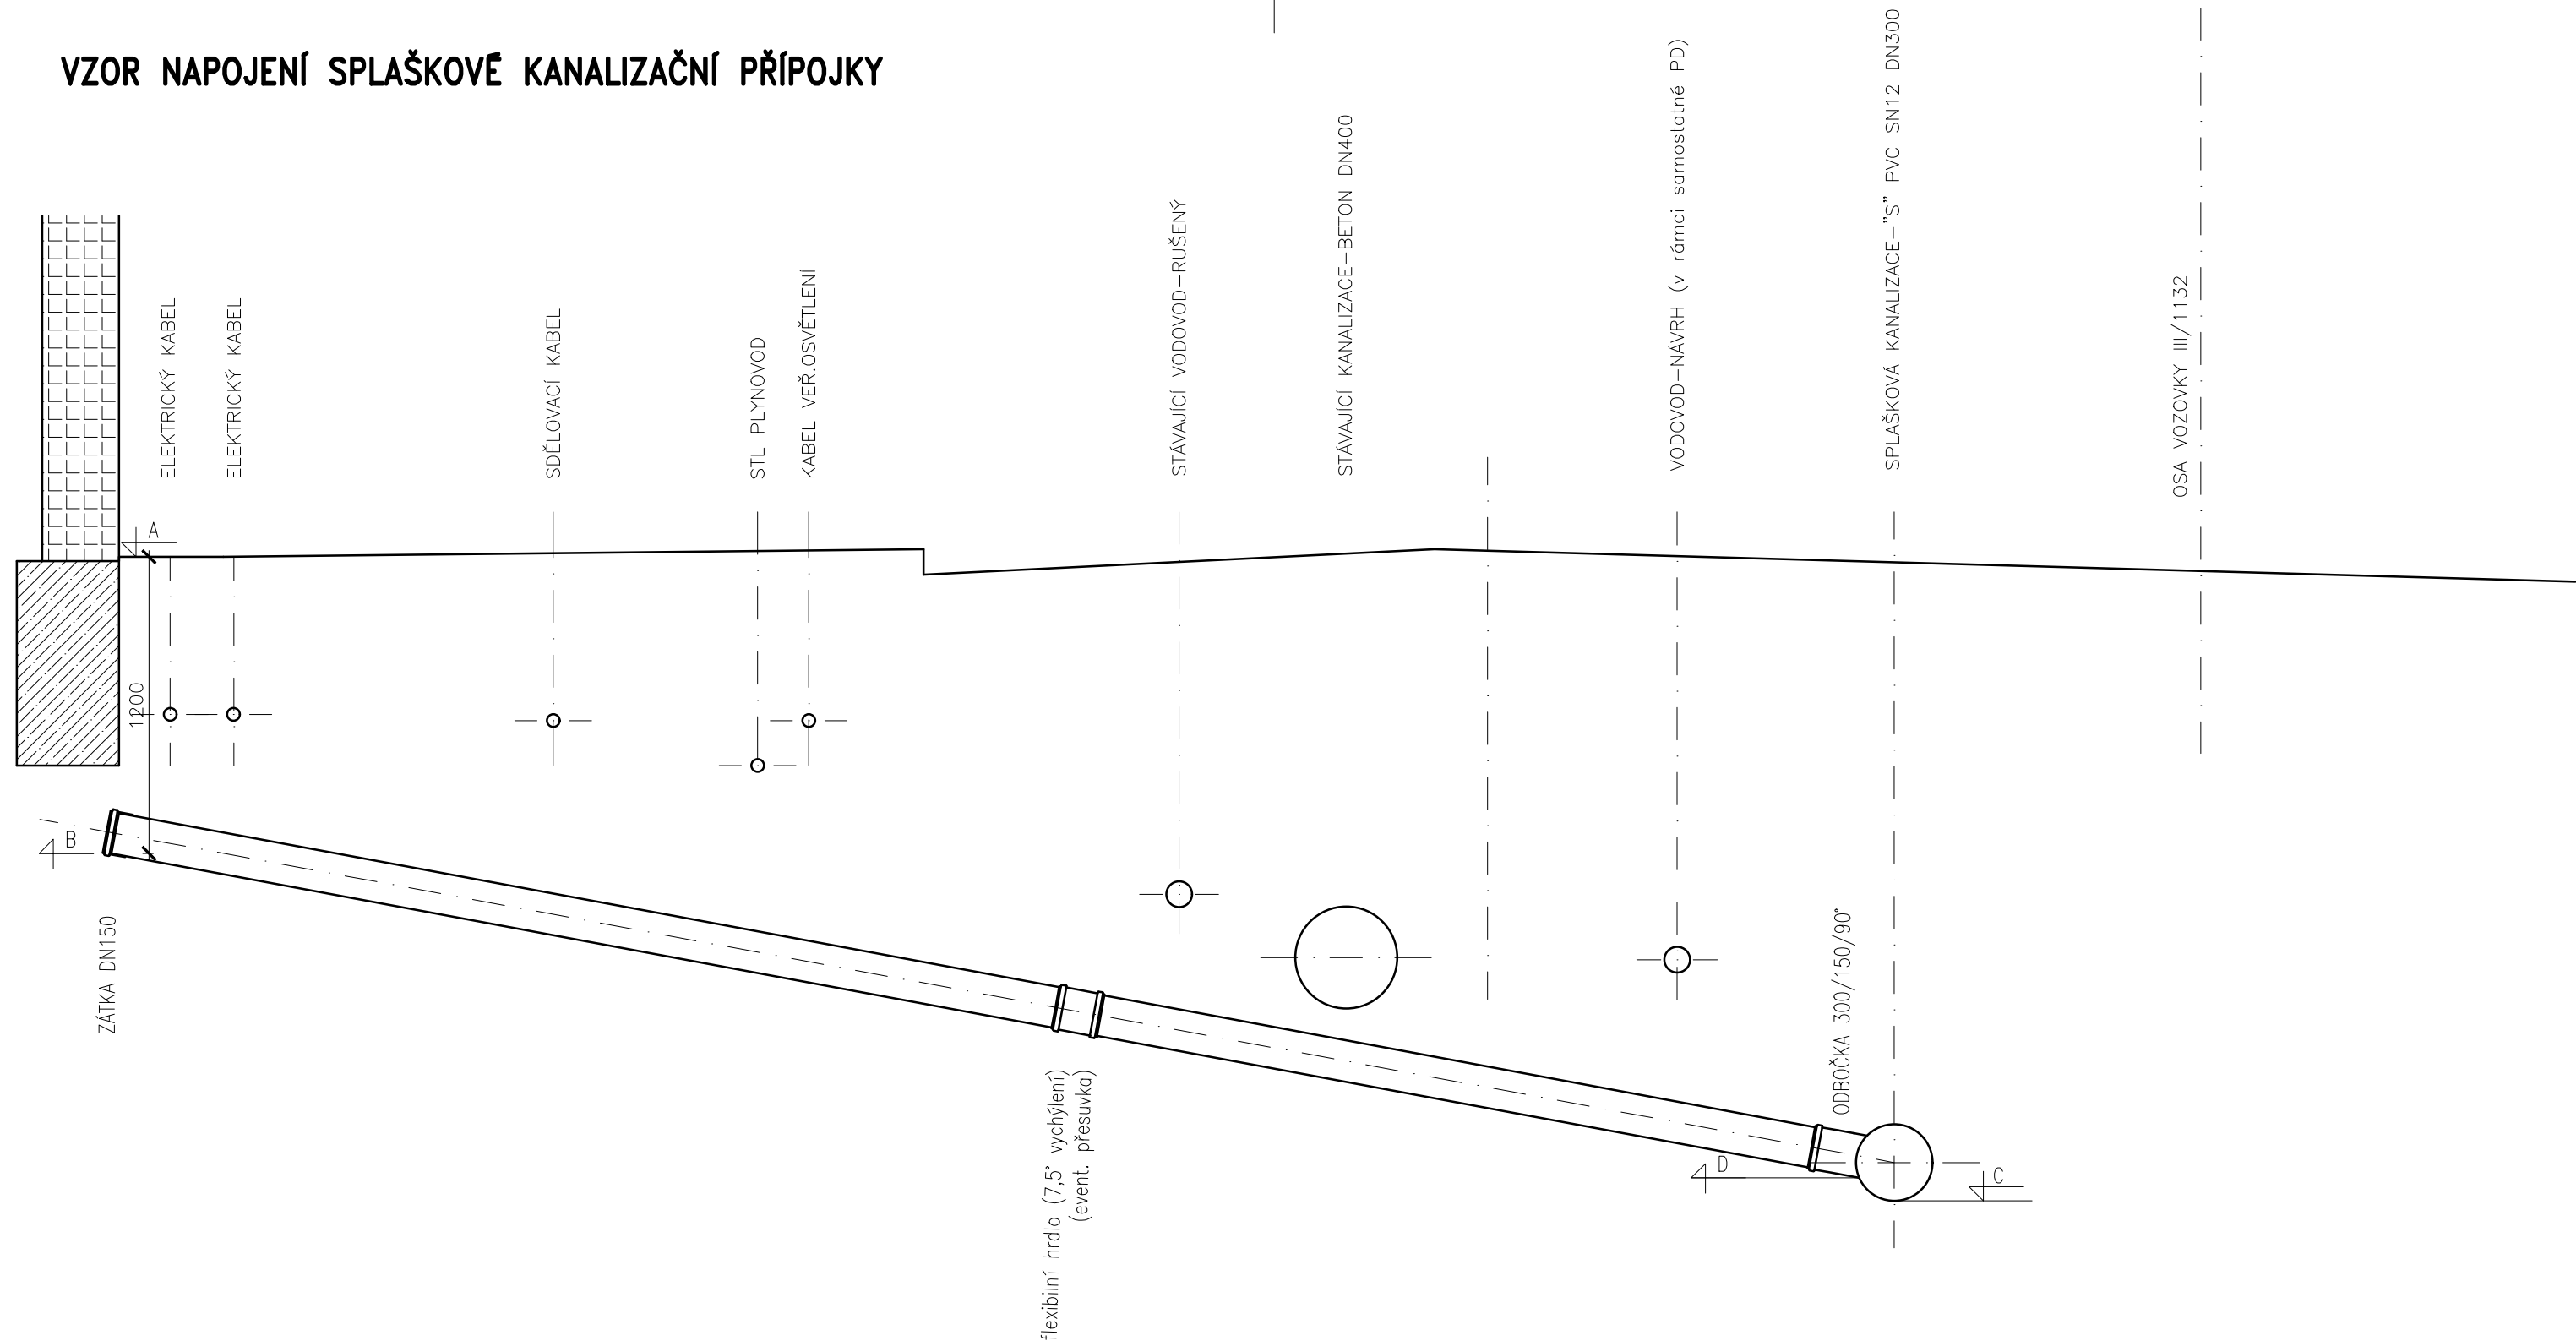 VZOR NAPOJENÍ SPLAŠKOVÉ KANALIZAČNÍ PŘÍPOJKY
ELEKTRICKÝ KABEL
ELEKTRICKÝ KABEL
SDĚLOVACÍ KABEL
STL PLYNOVOD
KABEL VEŘ.OSVĚTLENÍ
STÁVAJÍCÍ VODOVOD-RUŠENÝ
STÁVAJÍCÍ KANALIZACE-BETON DN400
VODOVOD-NÁVRH (v rámci samostatné PD)
SPLAŠKOVÁ KANALIZACE-"S" PVC SN12 DN300
OSA VOZOVKY III/1132
A
1200
B
ZÁTKA DN150
flexibilní hrdlo (7,5° vychýlení)
(event. přesuvka)
ODBOČKA 300/150/90°
D
C